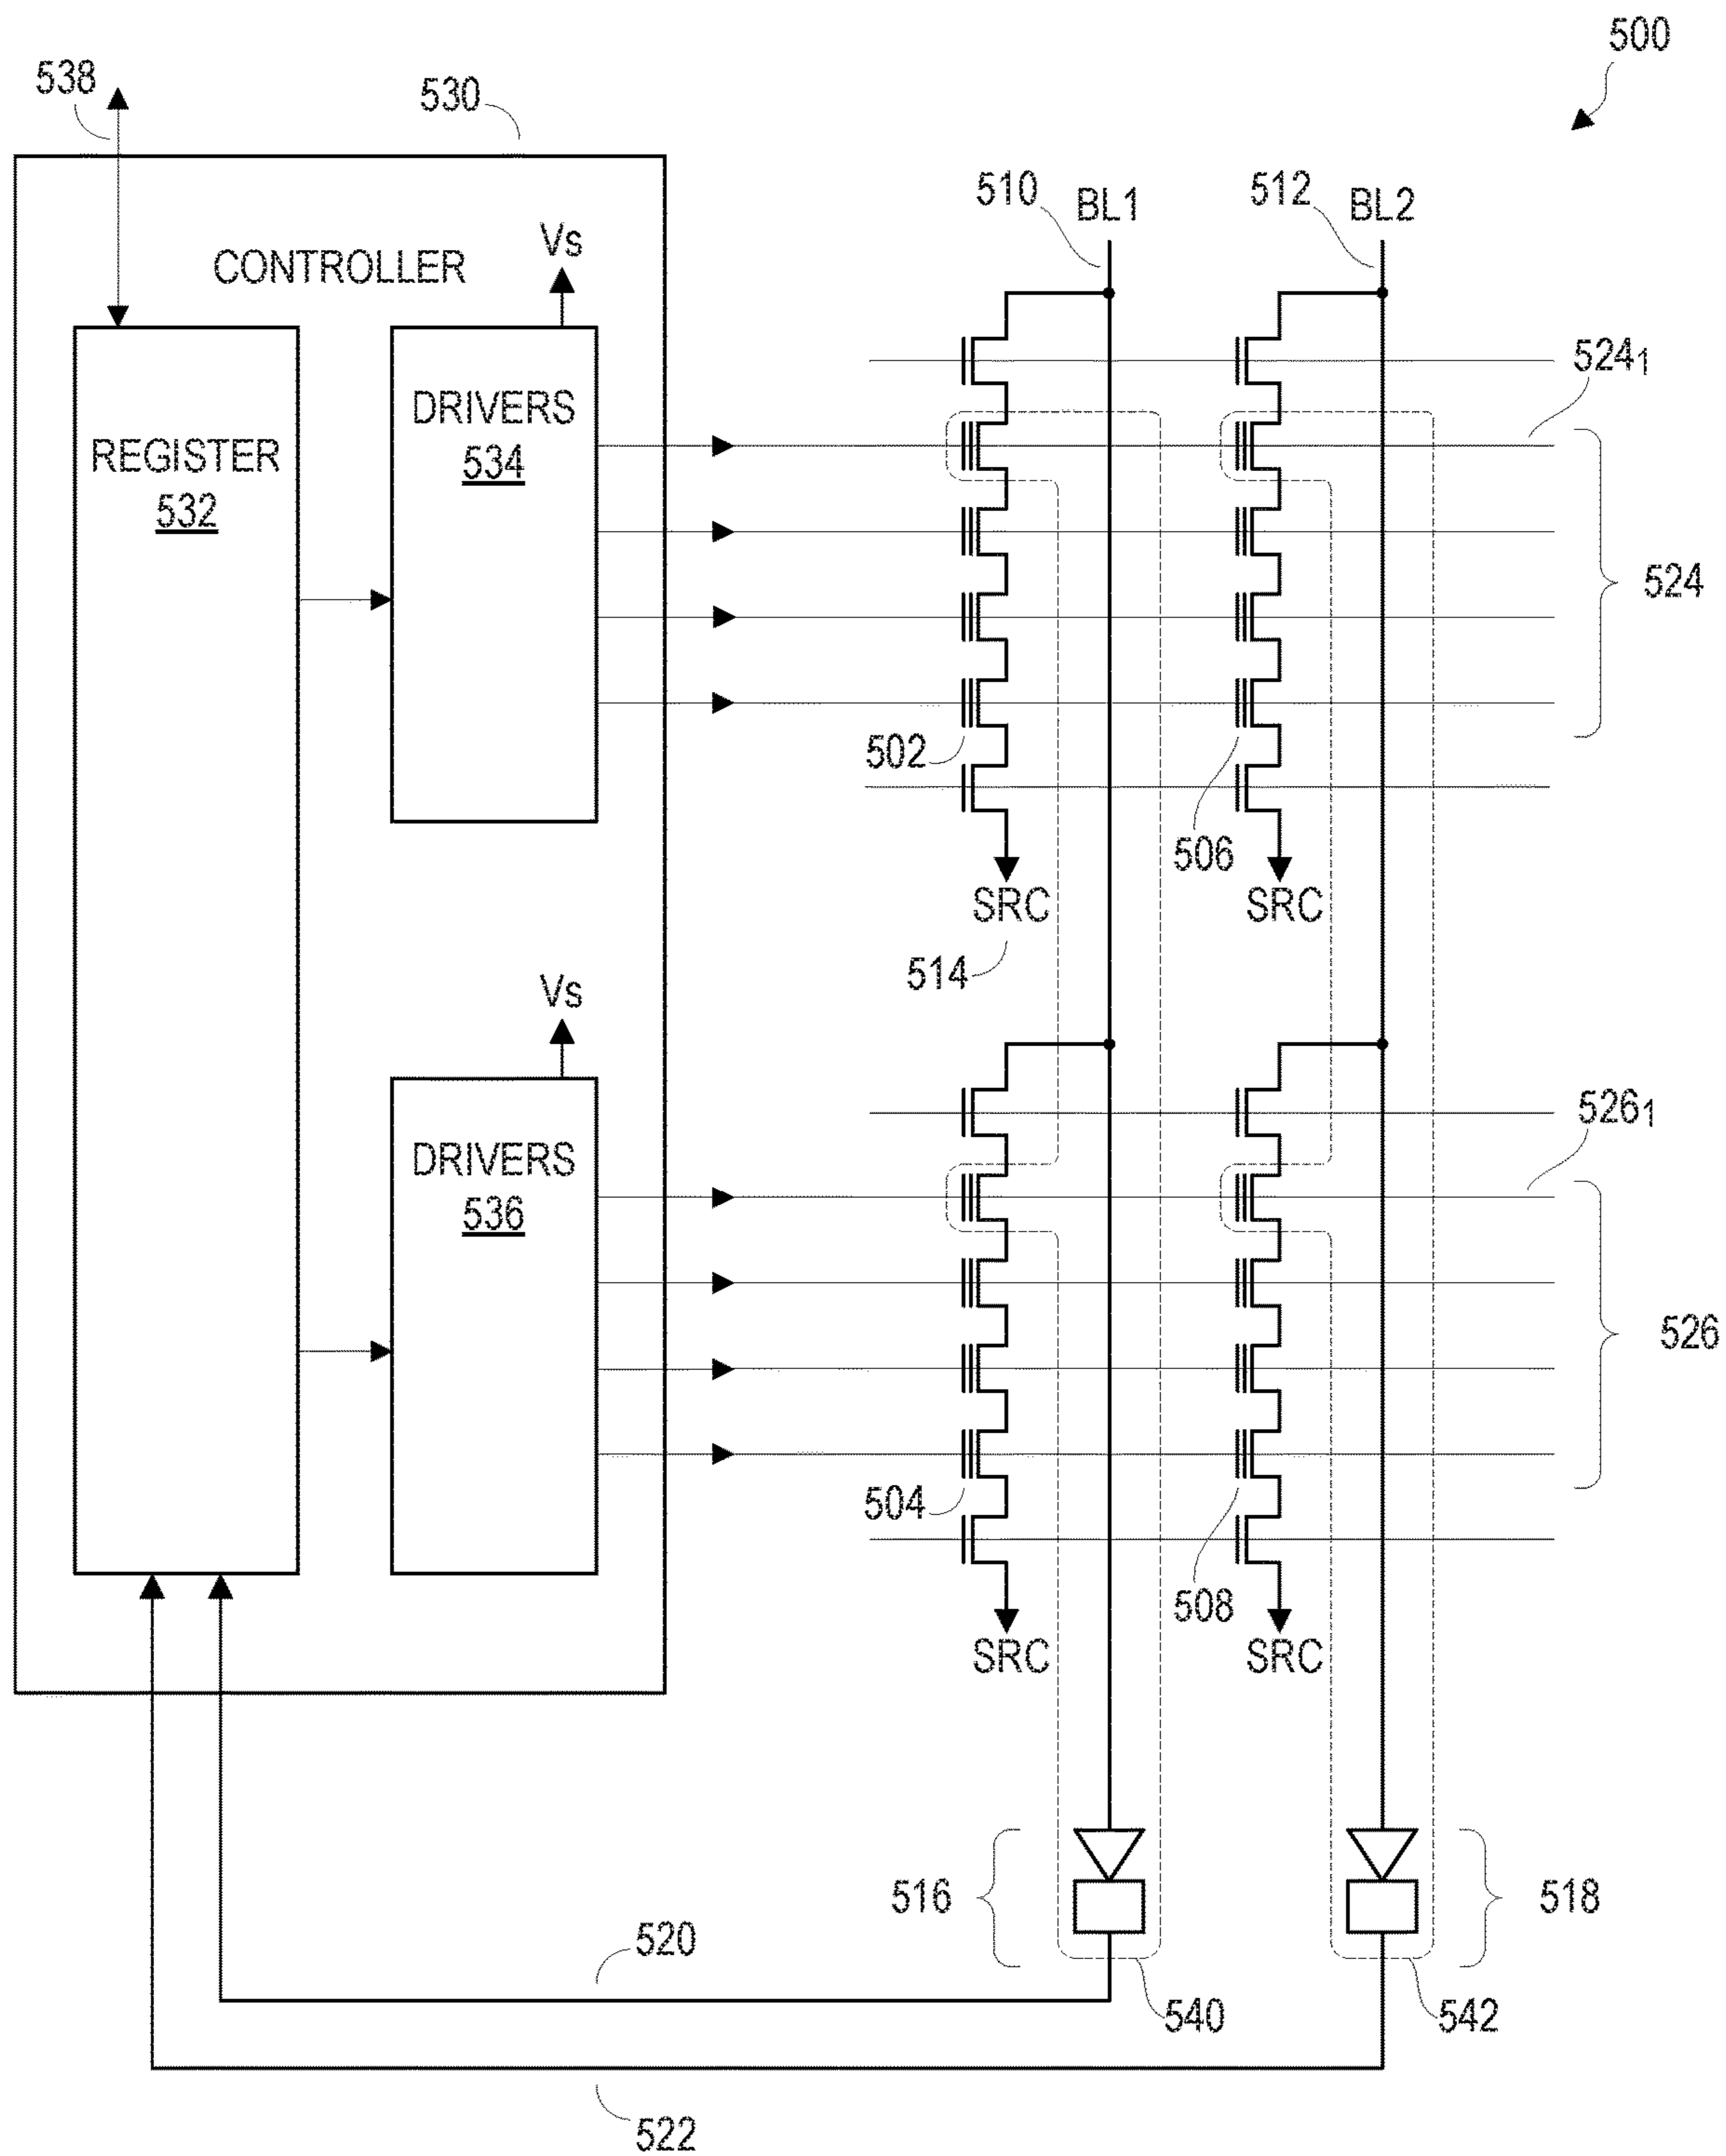 500
538
530
510
BL1
512
BL2
Vs
CONTROLLER
524₁
DRIVERS
534
REGISTER
532
524
502
506
SRC
SRC
514
Vs
526₁
DRIVERS
536
526
504
508
SRC
SRC
516
518
520
540
542
522